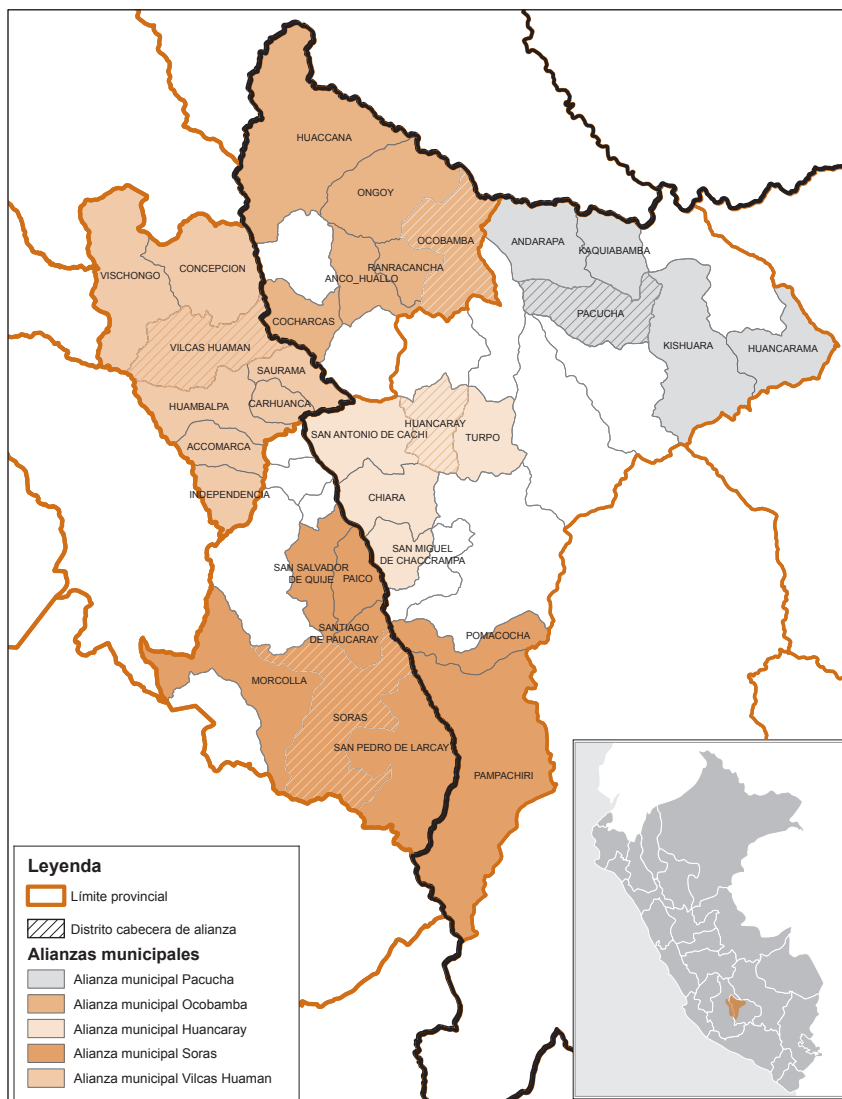 HUACCANA
ONGOY
OCOBAMBA
ANDARAPA
KAQUIABAMBA
CONCEPCION
VISCHONGO
ANCO_HUALLO
RANRACANCHA
PACUCHA
COCHARCAS
KISHUARA
HUANCARAMA
VILCAS HUAMAN
SAURAMA
HUAMBALPA
CARHUANCA
HUANCARAY
SAN ANTONIO DE CACHI
TURPO
ACCOMARCA
INDEPENDENCIA
CHIARA
SAN MIGUEL
DE CHACCRAMPA
SAN SALVADOR
DE QUIJE
PAICO
SANTIAGO
DE PAUCARAY
POMACOCHA
MORCOLLA
SORAS
SAN PEDRO DE LARCAY
PAMPACHIRI
Leyenda
Límite provincial
Distrito cabecera de alianza
Alianzas municipales
Alianza municipal Pacucha
Alianza municipal Ocobamba
Alianza municipal Huancaray
Alianza municipal Soras
Alianza municipal Vilcas Huaman